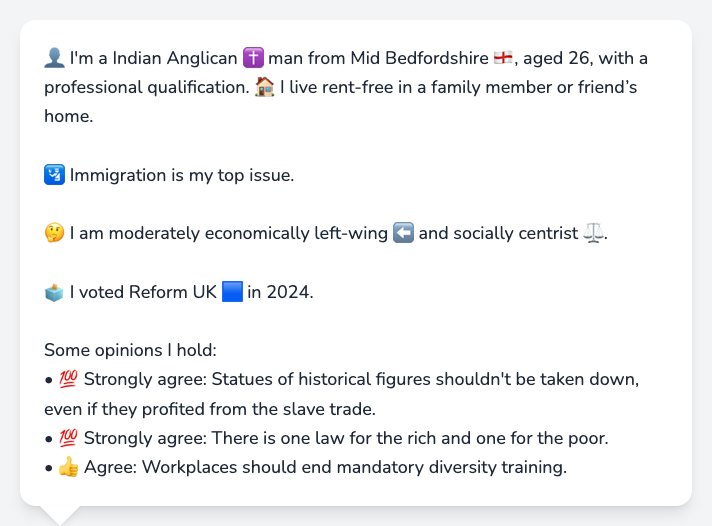 👤 I'm a Indian Anglican ✝️ man from Mid Bedfordshire 🏴󠁧󠁢󠁥󠁮󠁧󠁿, aged 26, with a
professional qualification. 🏠 I live rent-free in a family member or friend’s
home.
🛂 Immigration is my top issue.
🤔 I am moderately economically left-wing ⬅️ and socially centrist ⚖️.
🗳️ I voted Reform UK 🟦 in 2024.
Some opinions I hold:
• 💯 Strongly agree: Statues of historical figures shouldn't be taken down,
even if they profited from the slave trade.
• 💯 Strongly agree: There is one law for the rich and one for the poor.
• 👍 Agree: Workplaces should end mandatory diversity training.